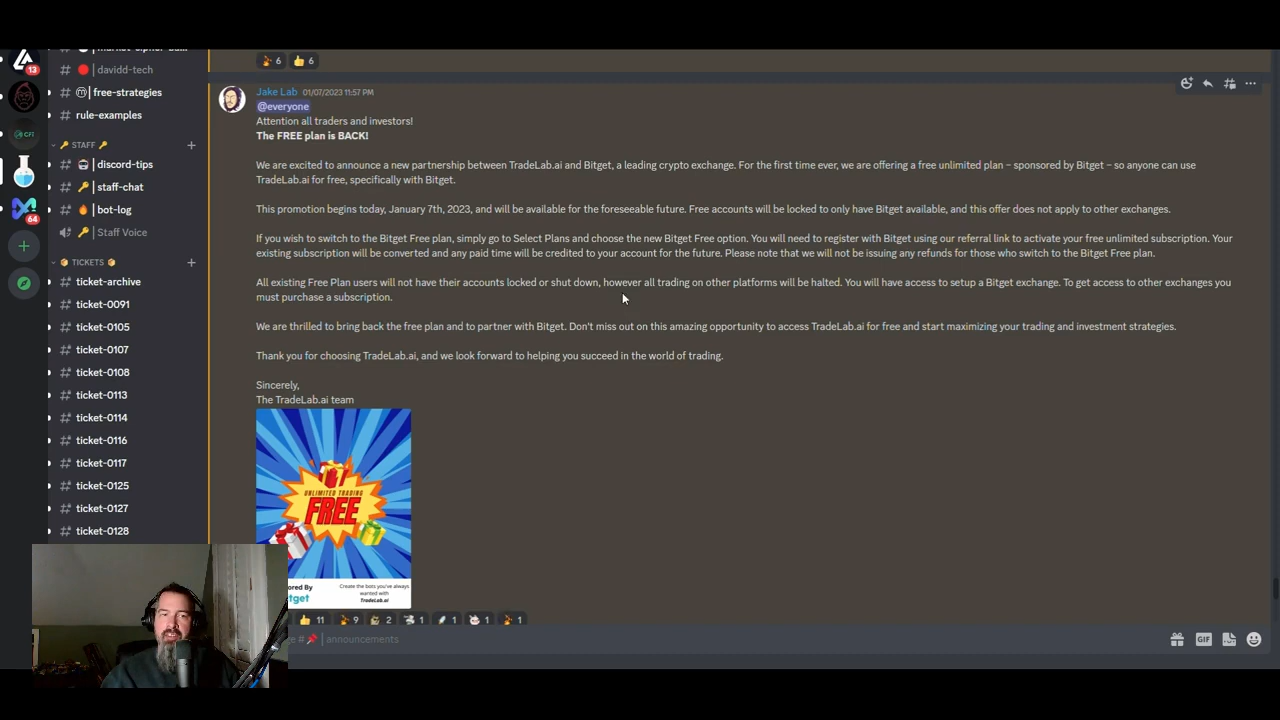 13
# davidd-tech
# free-strategies
rule-examples
STAFF
# discord-tips
# staff-chat
# bot-log
Staff Voice
64
TICKETS
# ticket-archive
# ticket-0091
# ticket-0105
# ticket-0107
# ticket-0108
# ticket-0113
# ticket-0114
# ticket-0116
# ticket-0117
# ticket-0125
# ticket-0127
# ticket-0128
6 6
Jake Lab 01/07/2023 11:57 PM
@everyone
Attention all traders and investors!
The FREE plan is BACK!
We are excited to announce a new partnership between TradeLab.ai and Bitget, a leading crypto exchange. For the first time ever, we are offering a free unlimited plan – sponsored by Bitget – so anyone can use
TradeLab.ai for free, specifically with Bitget.
This promotion begins today, January 7th, 2023, and will be available for the foreseeable future. Free accounts will be locked to only have Bitget available, and this offer does not apply to other exchanges.
If you wish to switch to the Bitget Free plan, simply go to Select Plans and choose the new Bitget Free option. You will need to register with Bitget using our referral link to activate your free unlimited subscription. Your
existing subscription will be converted and any paid time will be credited to your account for the future. Please note that we will not be issuing any refunds for those who switch to the Bitget Free plan.
All existing Free Plan users will not have their accounts locked or shut down, however all trading on other platforms will be halted. You will have access to setup a Bitget exchange. To get access to other exchanges you
must purchase a subscription.
We are thrilled to bring back the free plan and to partner with Bitget. Don't miss out on this amazing opportunity to access TradeLab.ai for free and start maximizing your trading and investment strategies.
Thank you for choosing TradeLab.ai, and we look forward to helping you succeed in the world of trading.
Sincerely,
The TradeLab.ai team
UNLIMITED TRADING
FREE
Create the bots you've always
wanted with
TradeLab.ai
11 9 2 1 1 1 1
announcements
GIF